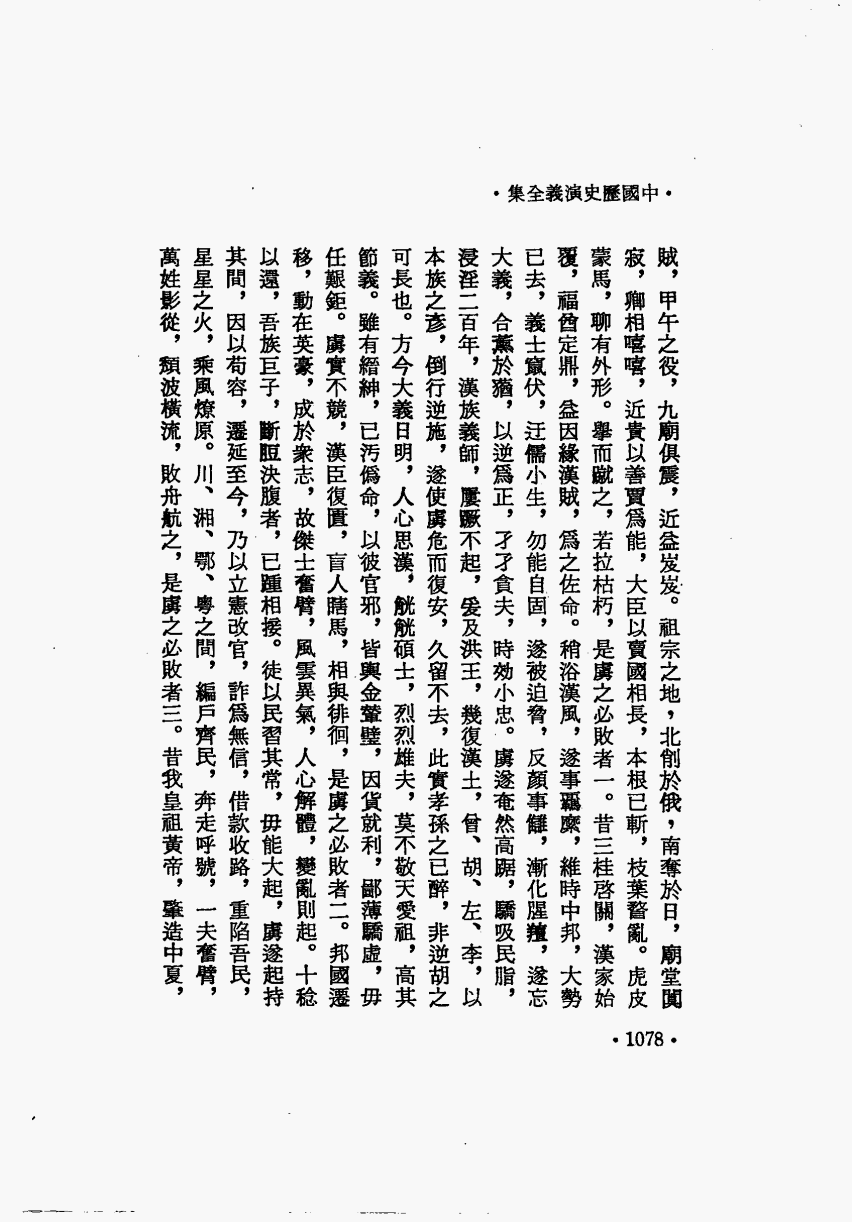 •中國歷史演義全集•
賊，甲午之役，九廟俱震，近益岌岌。祖宗之地，北削於俄，南奪於日，廟堂闃
寂，卿相嘻嘻，近貴以善賈爲能，大臣以賣國相長，本根已斬，枝葉瞀亂。虎皮
蒙馬，聊有外形。舉而蹴之，若拉枯朽，是虜之必敗者一。昔三桂啓關，漢家始
覆，福酋定鼎，益因緣漢賊，爲之佐命。稍浴漢風，遂事羈縻，維時中邦，大勢
已去，義士竄伏，迂儒小生，勿能自固，遂被迫脅，反顏事讎，漸化腥羶，遂忘
大義，合薰於蕕，以逆爲正，孑孑貪夫，時效小忠。虜遂奄然高踞，驕吸民脂，
浸淫二百年，漢族義師，屢蹶不起，爰及洪王，幾復漢土，曾、胡、左、李，以
本族之彥，倒行逆施，遂使虜危而復安，久留不去，此實孝孫之已醉，非逆胡之
可長也。方今大義日明，人心思漢，觥觥碩士，烈烈雄夫，莫不敬天愛祖，高其
節義。雖有縉紳，已汚僞命，以彼官邪，皆輿金輦璧，因貨就利，鄙薄驕虛，毋
任艱鉅。虜實不競，漢臣復匱，盲人瞎馬，相與徘徊，是虜之必敗者二。邦國遷
移，動在英豪，成於衆志，故傑士奮臂，風雲異氣，人心解體，變亂則起。十稔
以還，吾族巨子，斷脰決腹者，已踵相接。徒以民習其常，毋能大起，虜遂起持
其間，因以苟容，遷延至今，乃以立憲改官，詐爲無信，借款收路，重陷吾民，
星星之火，乘風燎原。川、湘、鄂、粵之間，編戶齊民，奔走呼號，一夫奮臂，
萬姓影從，頹波橫流，敗舟航之，是虜之必敗者三。昔我皇祖黃帝，肇造中夏，
•1078•